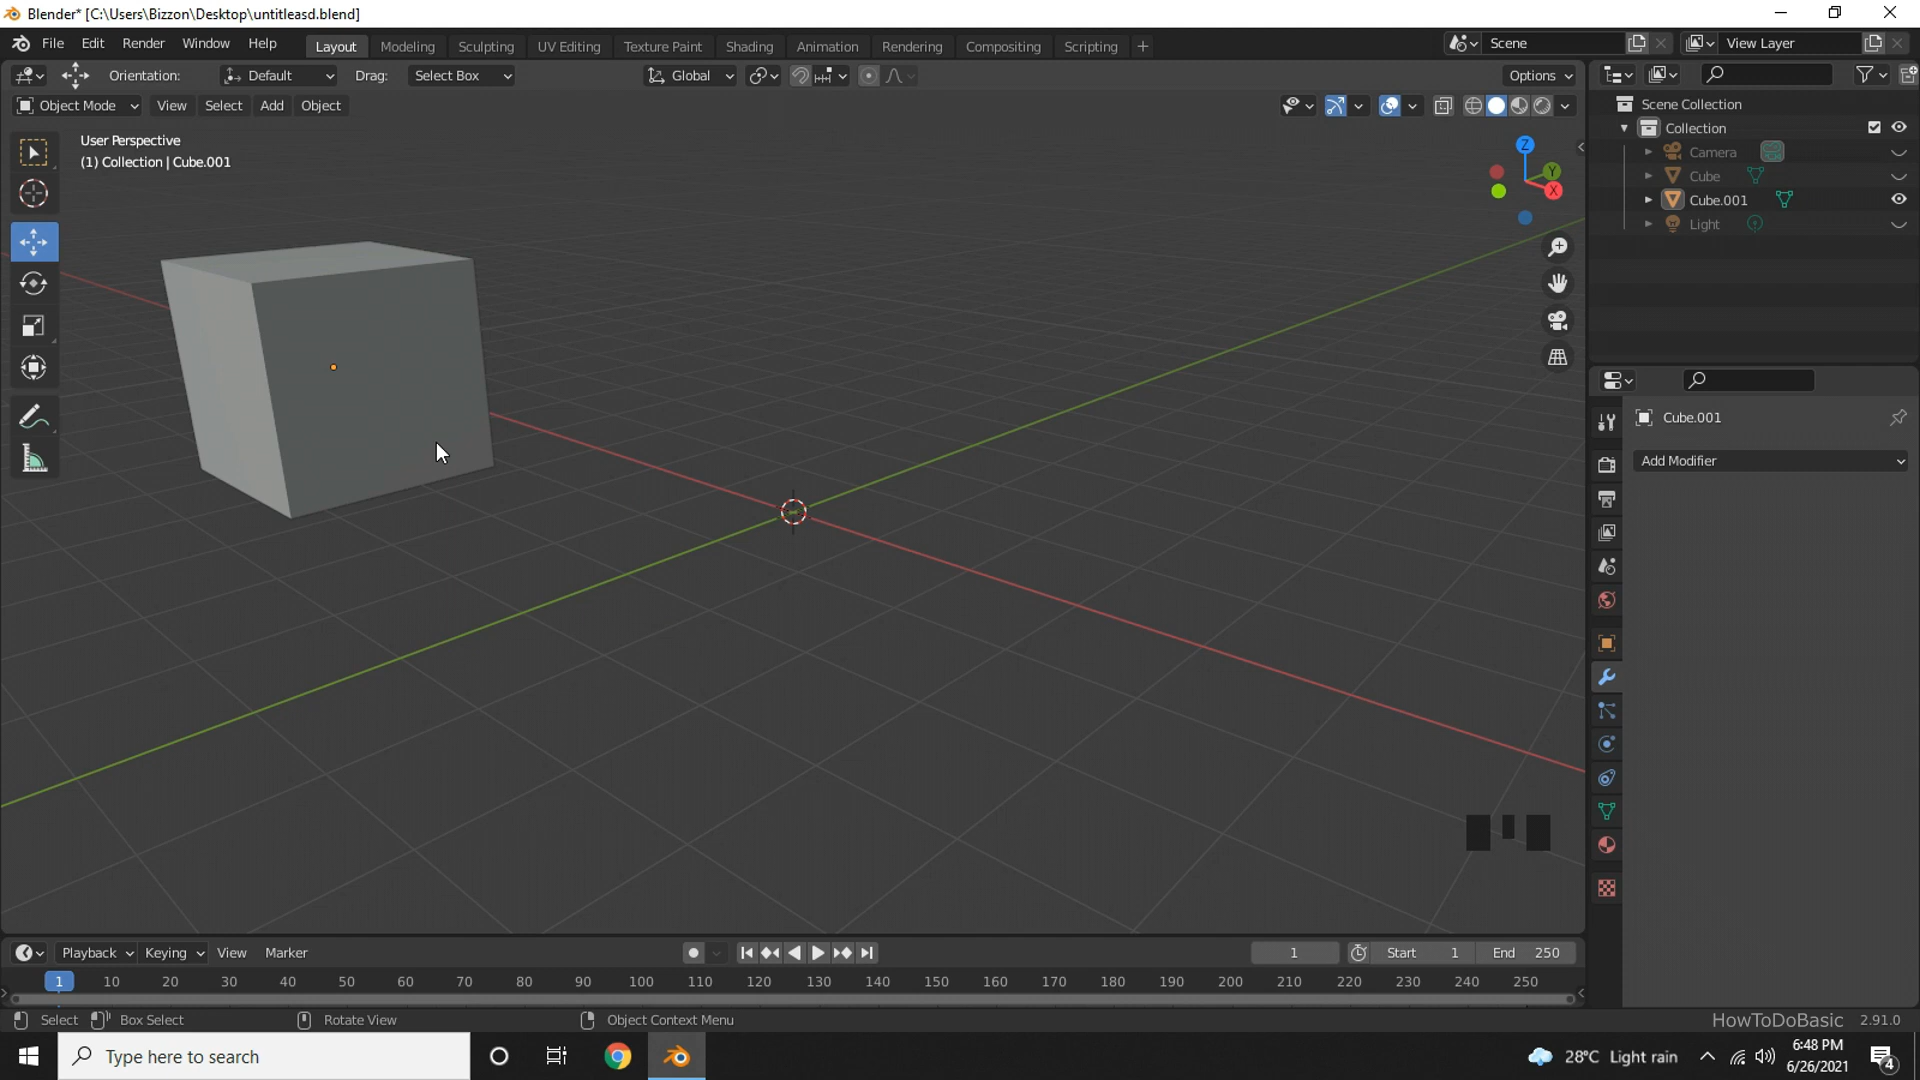 Blender* [C:\Users\Bizzon\Desktop\untitleasd.blend]
File Edit Render Window Help Layout Modeling Sculpting UV Editing Texture Paint Shading Animation Rendering Compositing Scripting + Scene View Layer
Orientation: Default Drag: Select Box Global Options
Object Mode View Select Add Object
User Perspective
(1) Collection | Cube.001
Z
Y
X
Scene Collection
Collection
Camera
Cube
Cube.001
Light
Cube.001
Add Modifier
Playback Keying View Marker 1 Start 1 End 250
1 10 20 30 40 50 60 70 80 90 100 110 120 130 140 150 160 170 180 190 200 210 220 230 240 250
Select Box Select Rotate View Object Context Menu HowToDoBasic 2.91.0
Type here to search
28°C Light rain
6:48 PM
6/26/2021
4